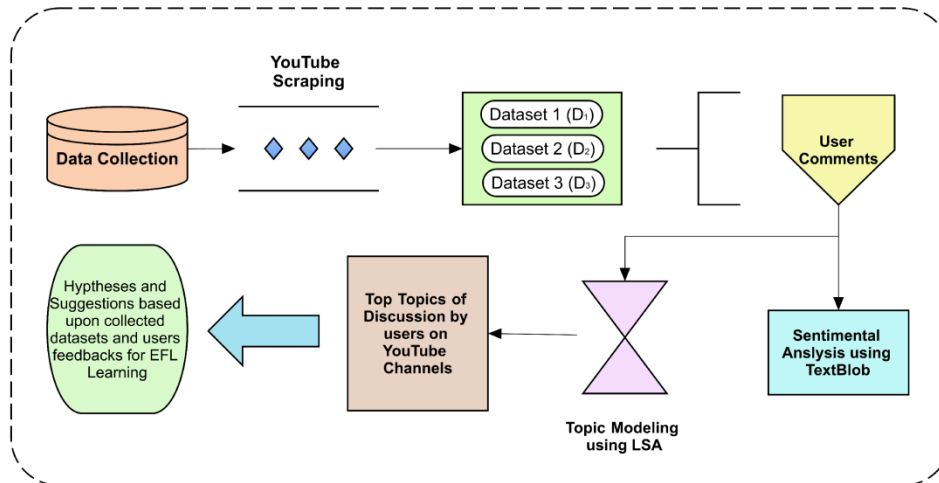 YouTube
Scraping
Data Collection
Dataset 1 (D₁)
Dataset 2 (D₂)
Dataset 3 (D₃)
User
Comments
Hyptheses and
Suggestions based
upon collected
datasets and users
feedbacks for EFL
Learning
Top Topics of
Discussion by
users on
YouTube
Channels
Topic Modeling
using LSA
Sentimental
Anslysis using
TextBlob